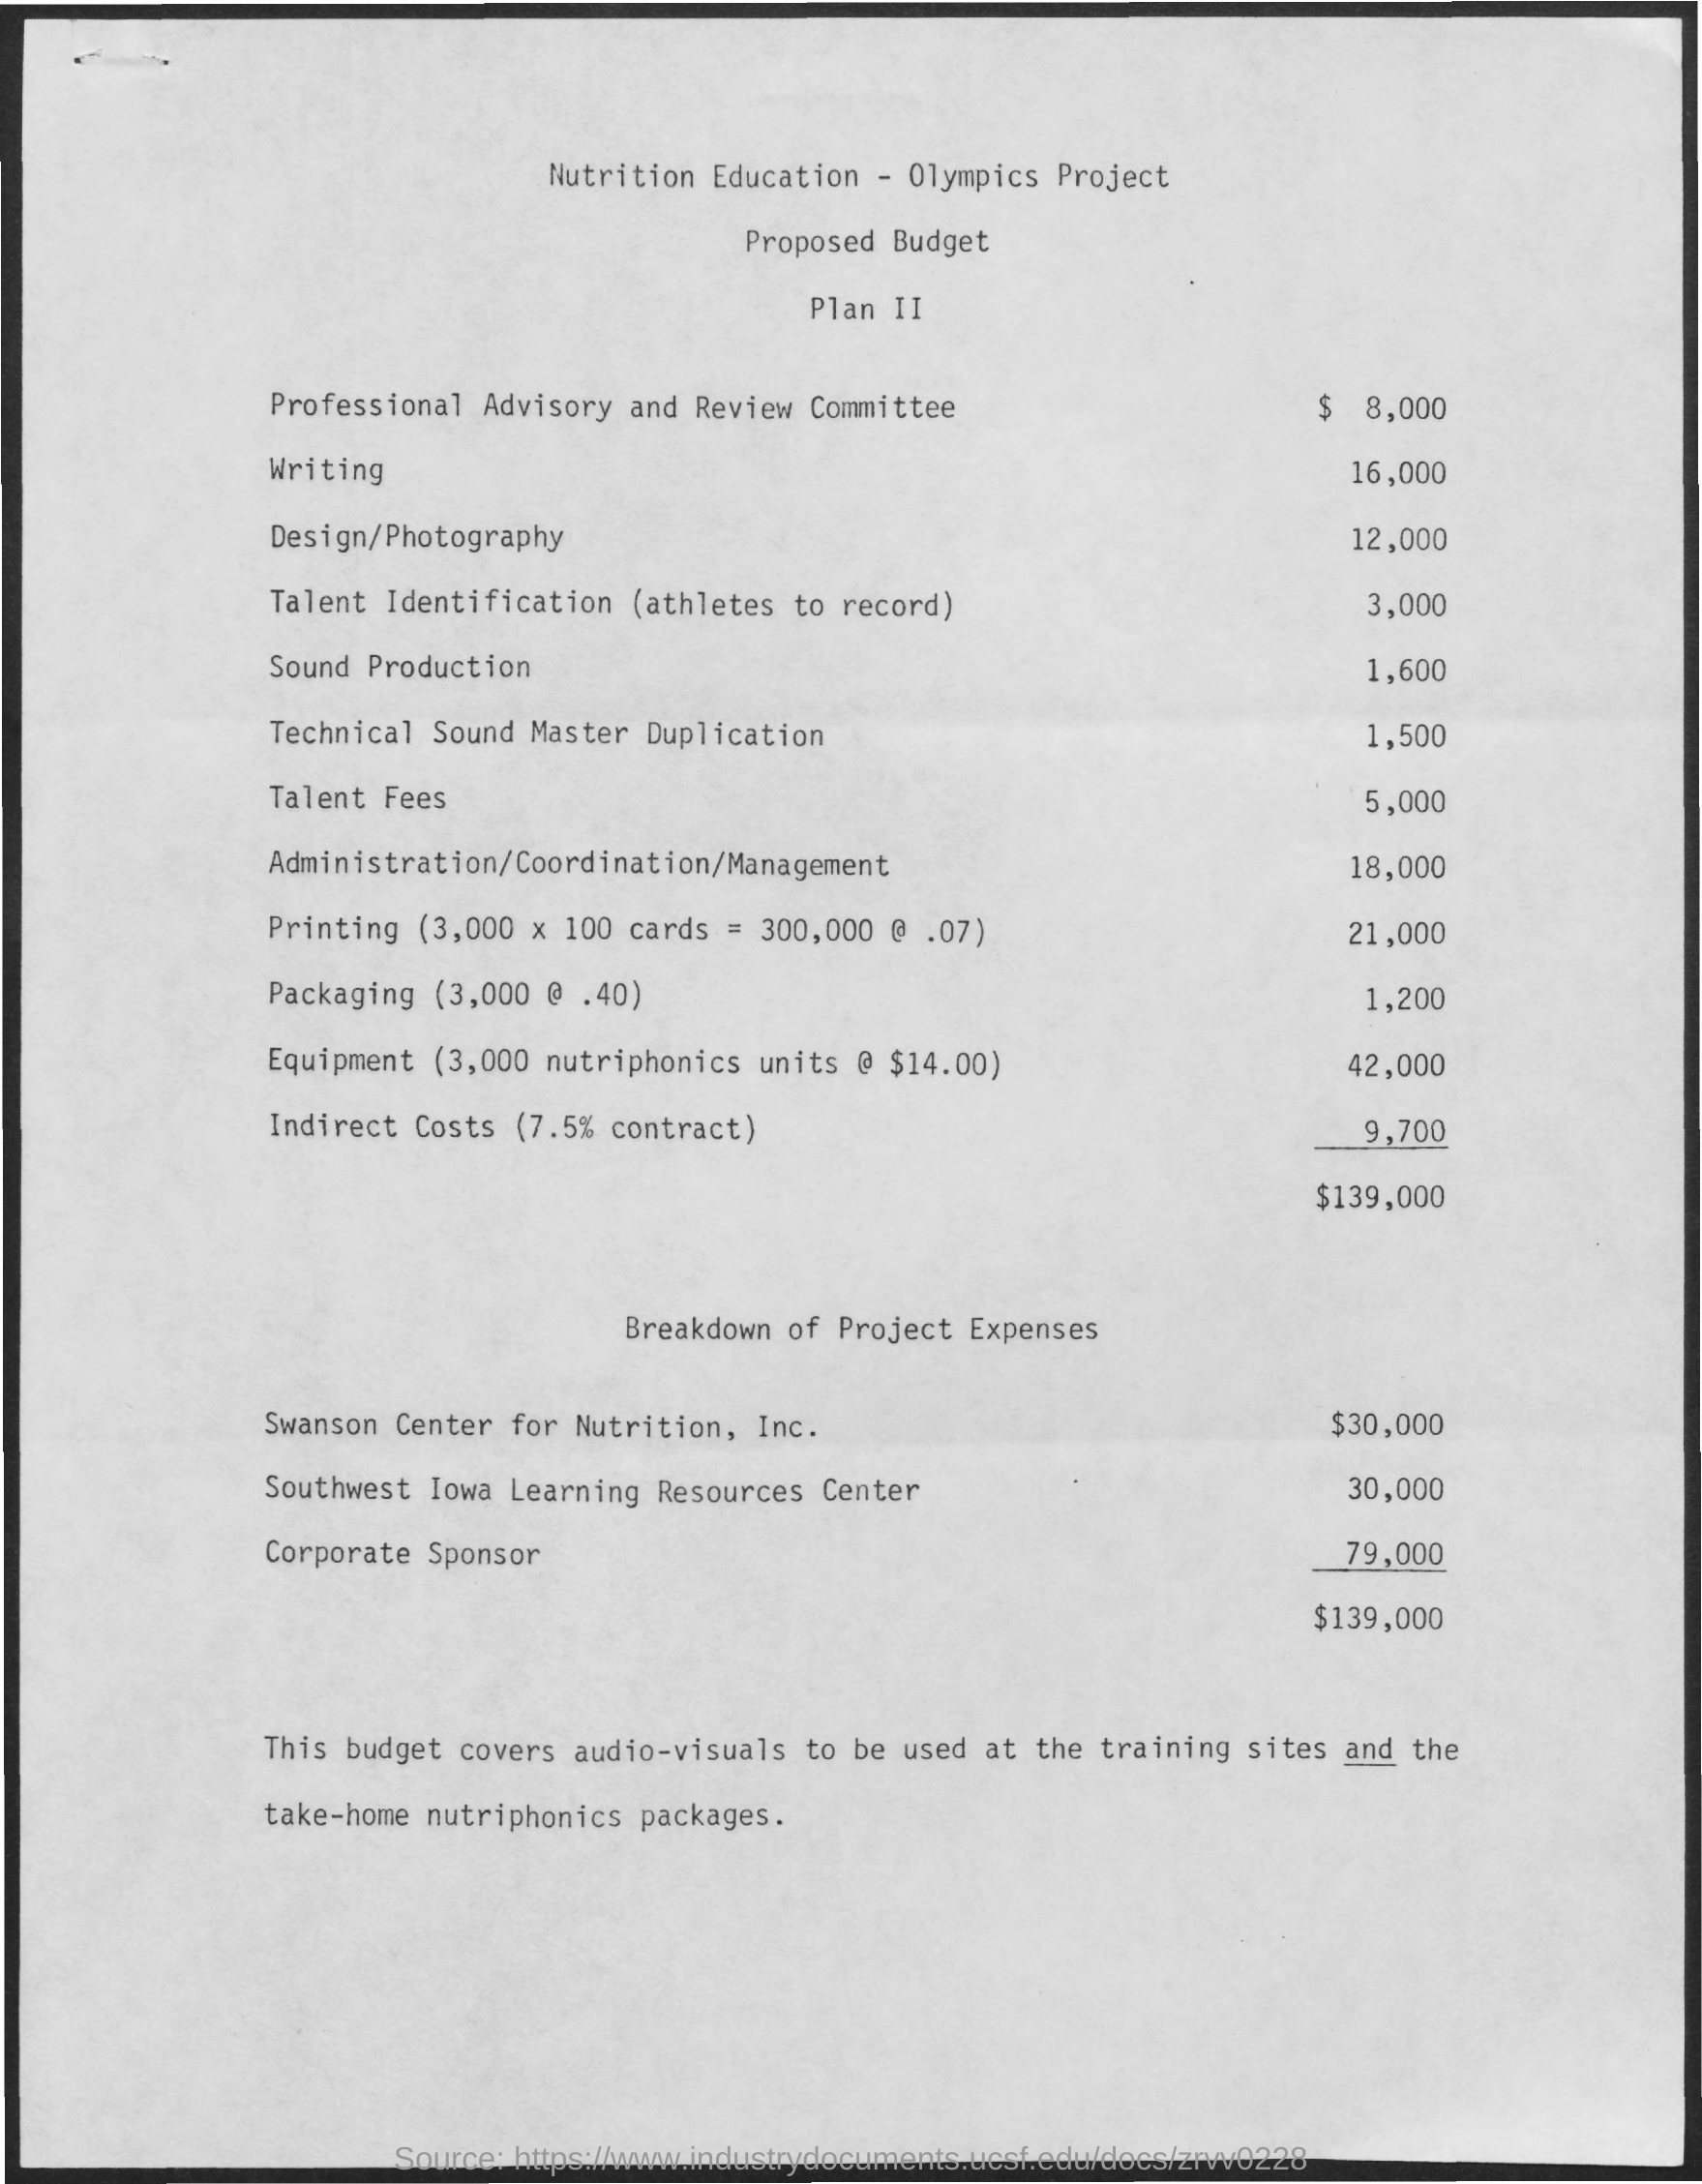 Nutrition Education - Olympics Project
Proposed Budget
Plan II
Professional Advisory and Review Committee $ 8,000
Writing 16,000
Design/Photography 12,000
Talent Identification (athletes to record) 3,000
Sound Production 1,600
Technical Sound Master Duplication 1,500
Talent Fees 5,000
Administration/Coordination/Management 18,000
Printing (3,000 x 100 cards = 300,000 @ .07) 21,000
Packaging (3,000 @ .40) 1,200
Equipment (3,000 nutriphonics units @ $14.00) 42,000
Indirect Costs (7.5% contract) 9,700
$139,000
Breakdown of Project Expenses
Swanson Center for Nutrition, Inc. $30,000
Southwest Iowa Learning Resources Center 30,000
Corporate Sponsor 79,000
$139,000
This budget covers audio-visuals to be used at the training sites and the
take-home nutriphonics packages.
Source: https://www.industrydocuments.ucsf.edu/docs/zrvv0228